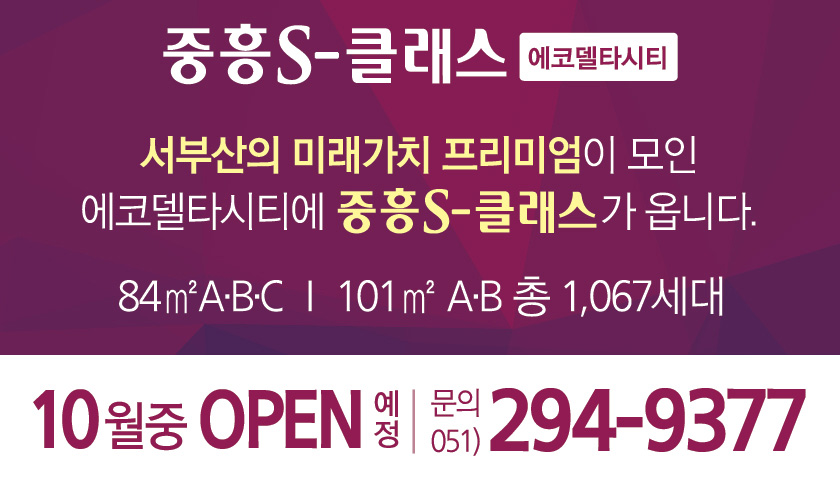 중흥S-클래스 에코델타시티
서부산의 미래가치 프리미엄이 모인
에코델타시티에 중흥S-클래스가 옵니다.
84㎡A·B·C ㅣ 101㎡ A·B 총 1,067세대
10월중 OPEN 예정 | 문의 051) 294-9377